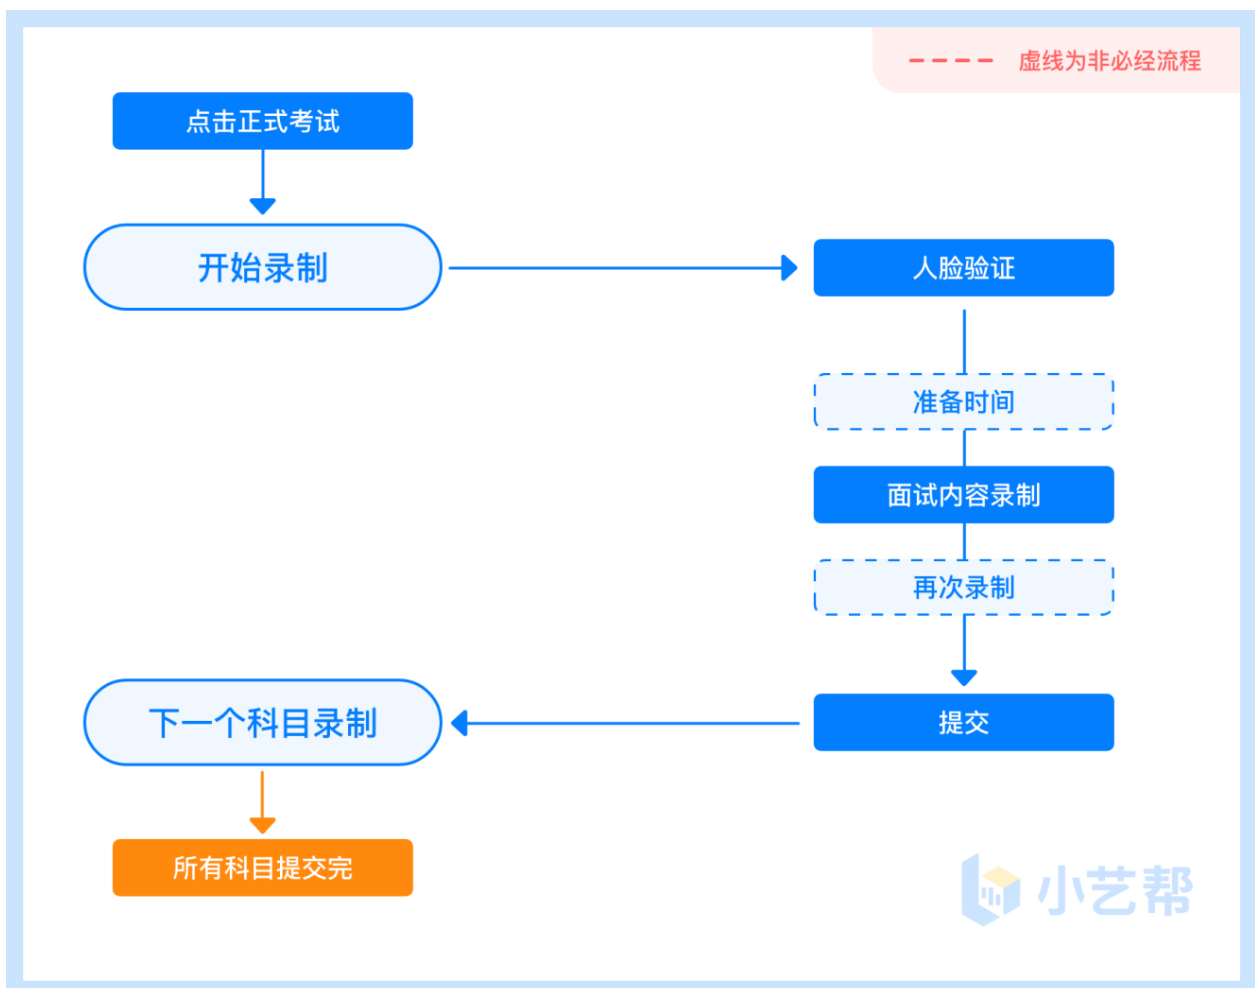 虚线为非必经流程
点击正式考试
开始录制
人脸验证
准备时间
面试内容录制
再次录制
提交
下一个科目录制
所有科目提交完
小艺帮